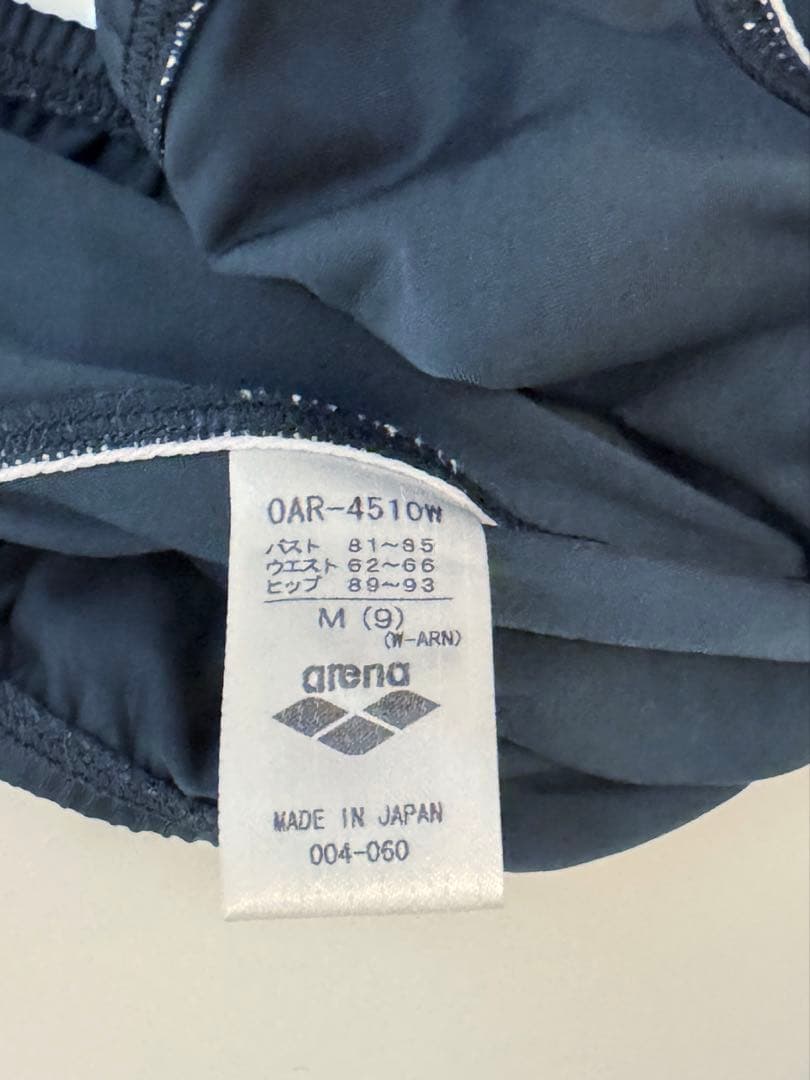 OAR-4510W
バスト 81~85
ウエスト 62~66
ヒップ 89~93
M (9)
(W-ARN)
arena
MADE IN JAPAN
004-060